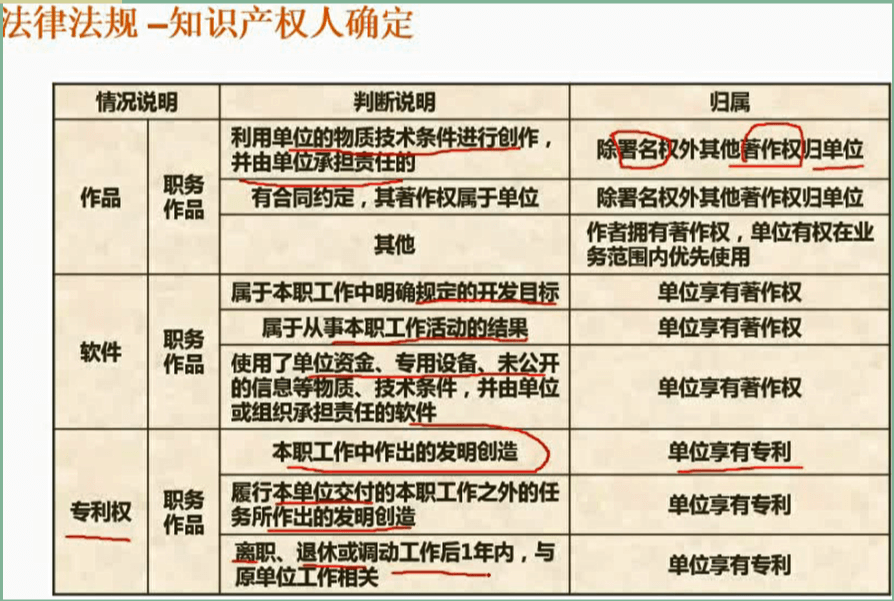 法律法规 –知识产权人确定
情况说明 判断说明 归属
作品
职务
作品
利用单位的物质技术条件进行创作，
并由单位承担责任的
除署名权外其他著作权归单位
有合同约定，其著作权属于单位
除署名权外其他著作权归单位
其他
作者拥有著作权，单位有权在业
务范围内优先使用
软件
职务
作品
属于本职工作中明确规定的开发目标
单位享有著作权
属于从事本职工作活动的结果
单位享有著作权
使用了单位资金、专用设备、未公开
的信息等物质、技术条件，并由单位
或组织承担责任的软件
单位享有著作权
专利权
职务
作品
本职工作中作出的发明创造
单位享有专利
履行本单位交付的本职工作之外的任
务所作出的发明创造
单位享有专利
离职、退休或调动工作后1年内，与
原单位工作相关
单位享有专利